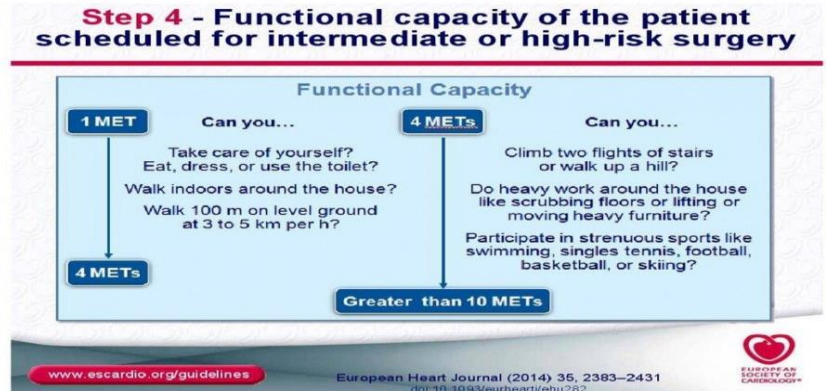 Step 4 - Functional capacity of the patient
scheduled for intermediate or high-risk surgery
Functional Capacity
1 MET
Can you...
Take care of yourself?
Eat, dress, or use the toilet?
Walk indoors around the house?
Walk 100 m on level ground
at 3 to 5 km per h?
4 METs
4 METs
Can you...
Climb two flights of stairs
or walk up a hill?
Do heavy work around the house
like scrubbing floors or lifting or
moving heavy furniture?
Participate in strenuous sports like
swimming, singles tennis, football,
basketball, or skiing?
Greater than 10 METs
www.escardio.org/guidelines
European Heart Journal (2014) 35, 2383–2431
doi:10.1093/eurheartj/ehu282
EUROPEAN
SOCIETY OF
CARDIOLOGY®